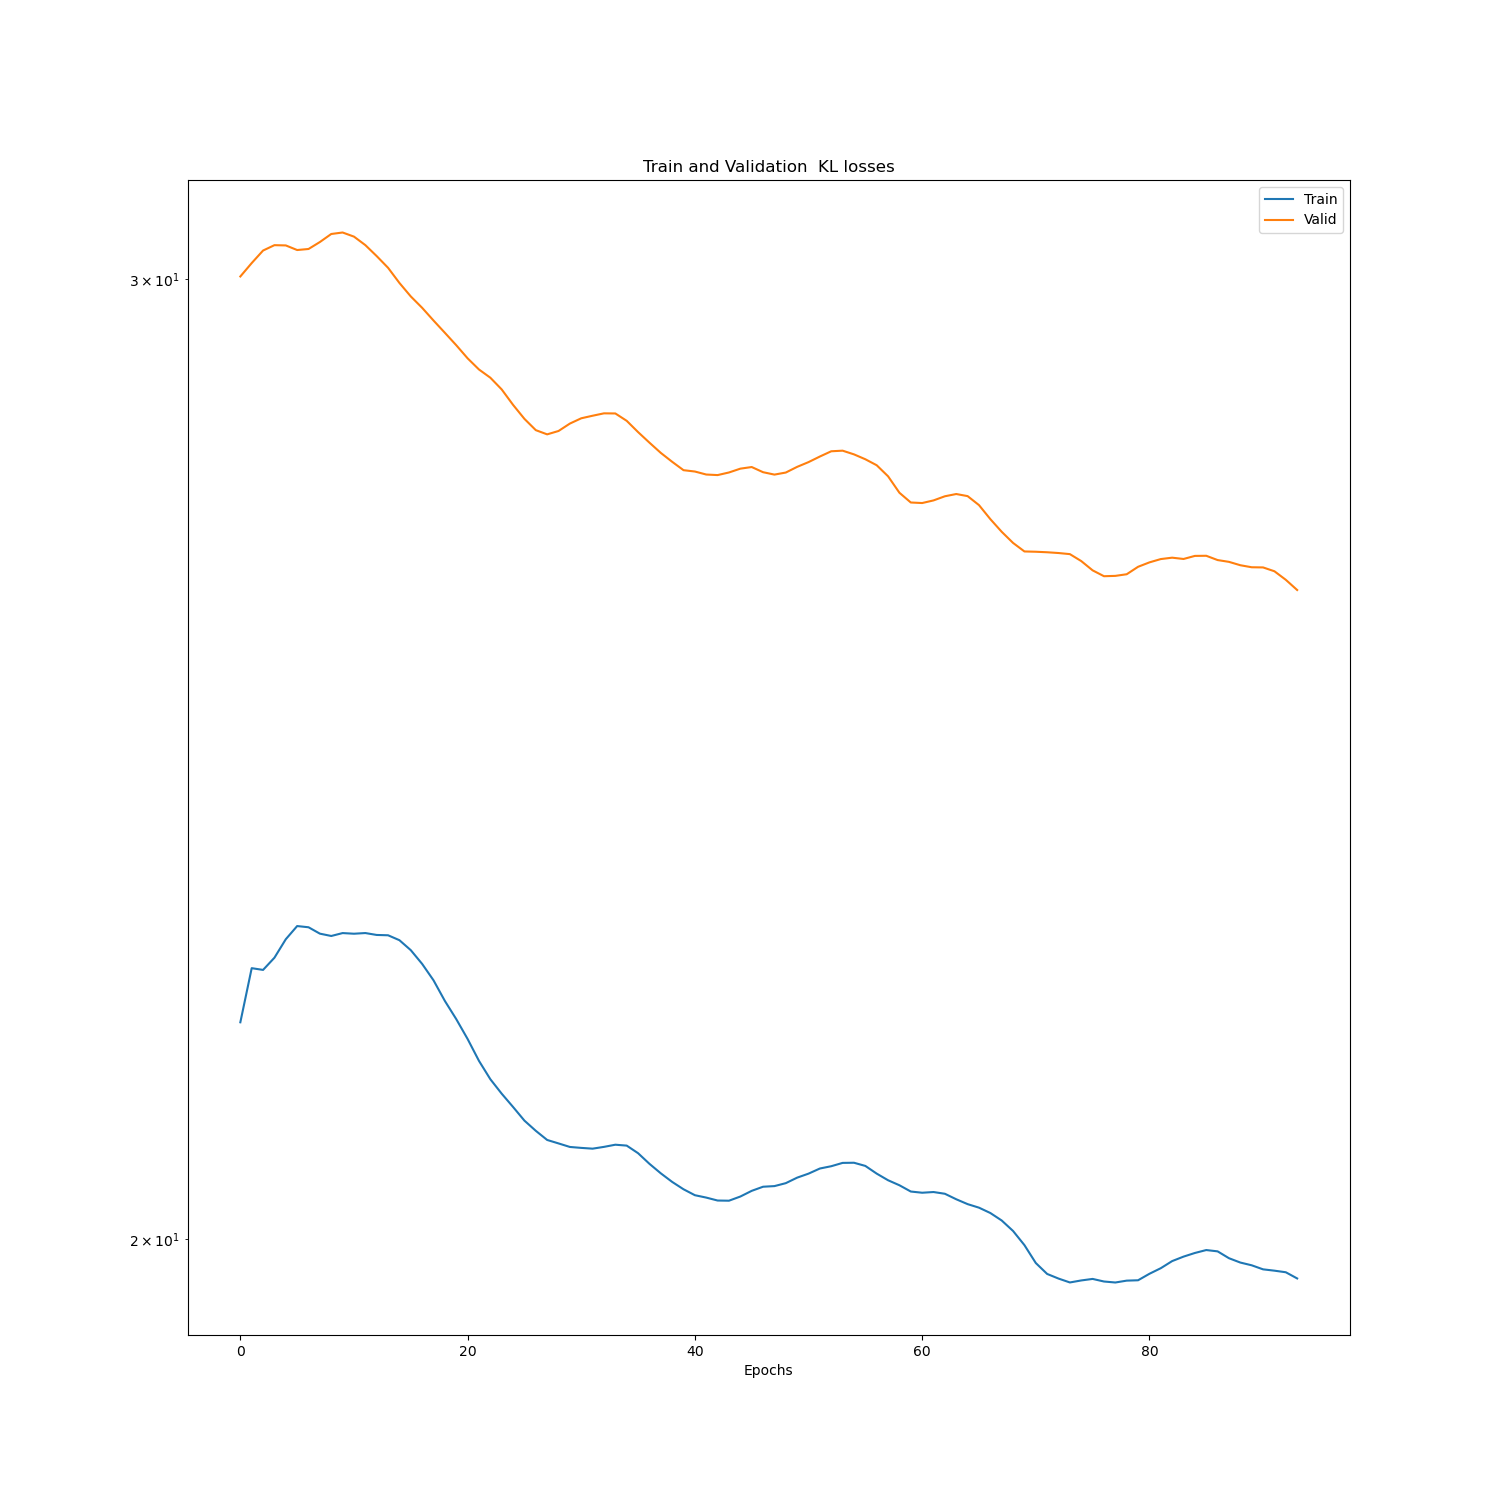 Train and Validation  KL losses
Train
Valid
3 × 10¹
2 × 10¹
0 20 40 60 80
Epochs